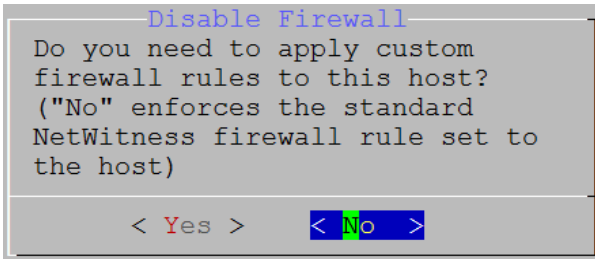 Disable Firewall
Do you need to apply custom
firewall rules to this host?
("No" enforces the standard
NetWitness firewall rule set to
the host)
< Yes > < No >